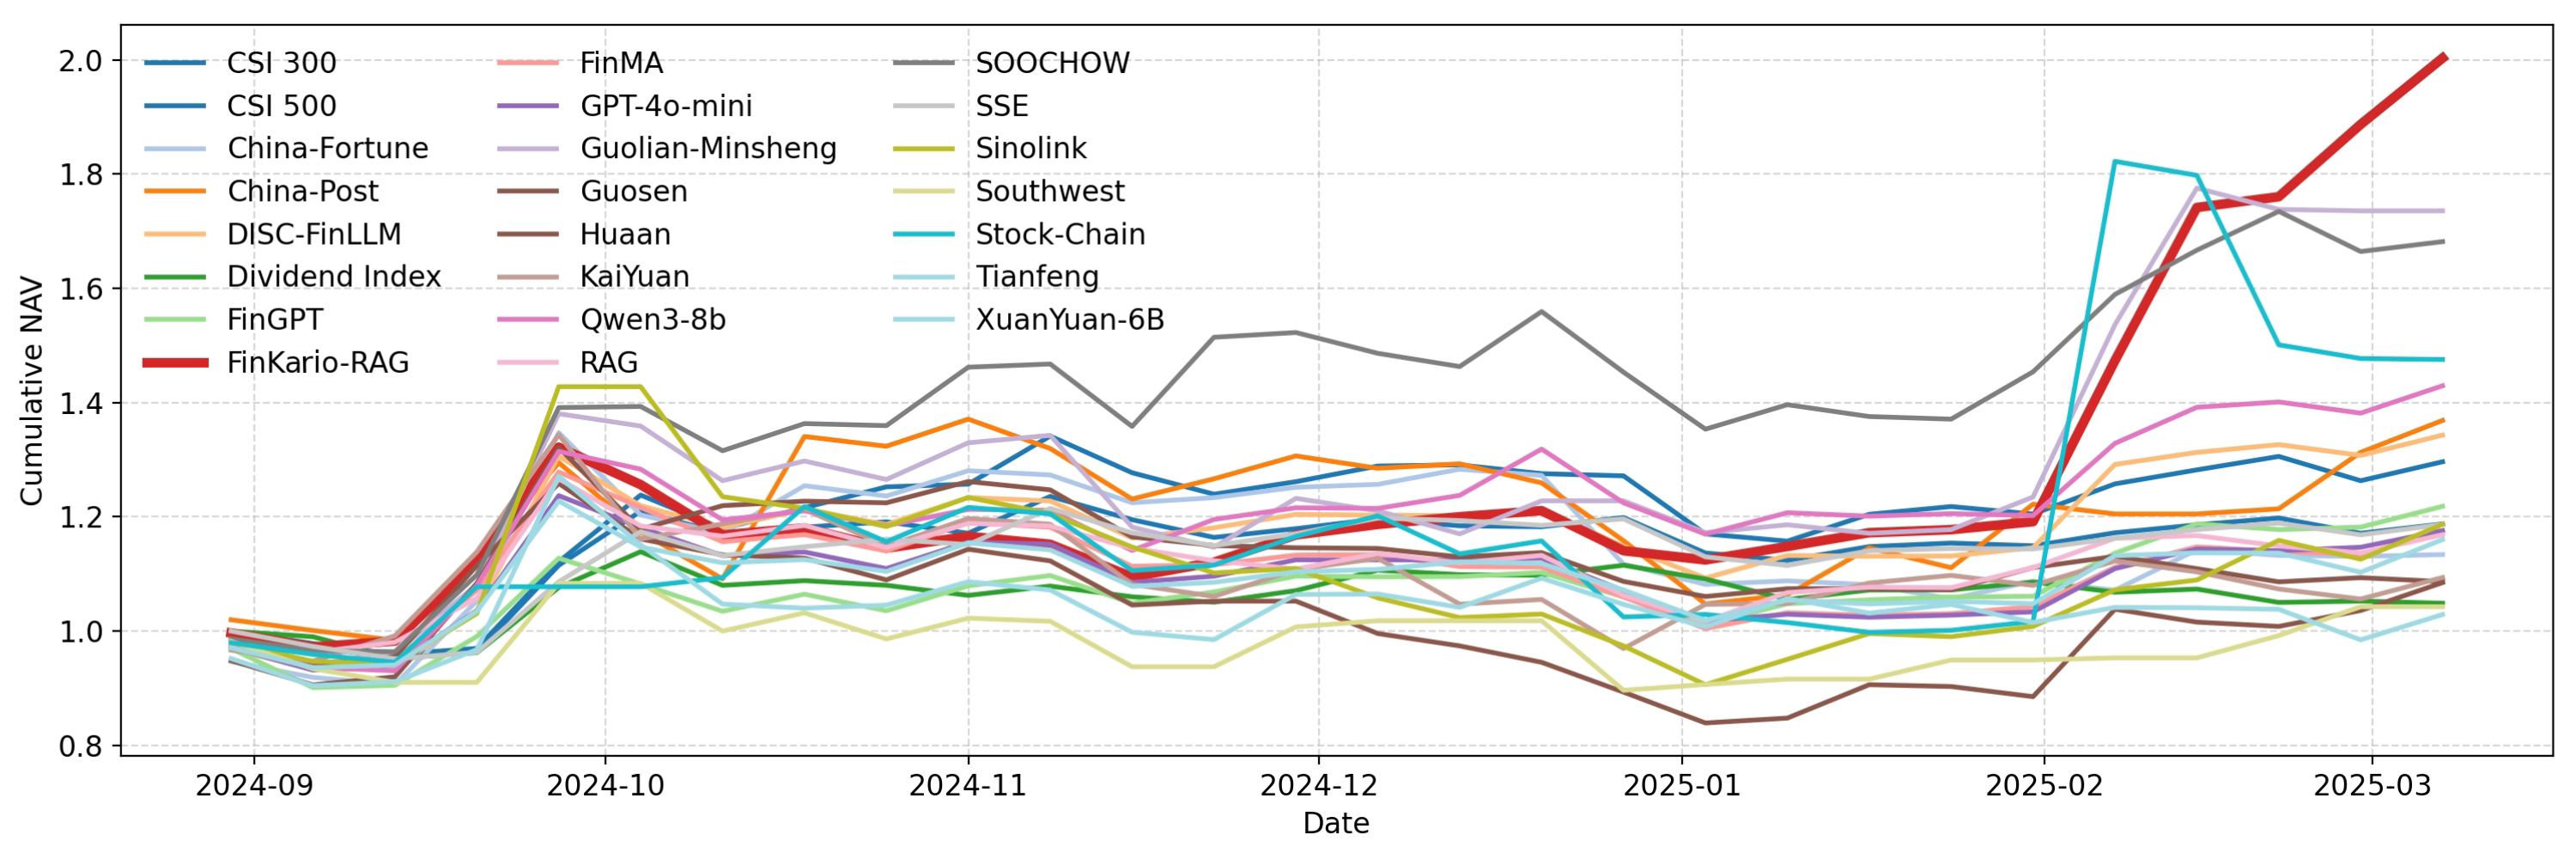 Cumulative NAV
2.0
1.8
1.6
1.4
1.2
1.0
0.8
CSI 300
CSI 500
China-Fortune
China-Post
DISC-FinLLM
Dividend Index
FinGPT
FinKario-RAG
FinMA
GPT-4o-mini
Guolian-Minsheng
Guosen
Huaan
KaiYuan
Qwen3-8b
RAG
SOOCHOW
SSE
Sinolink
Southwest
Stock-Chain
Tianfeng
XuanYuan-6B
2024-09
2024-10
2024-11
2024-12
2025-01
2025-02
2025-03
Date